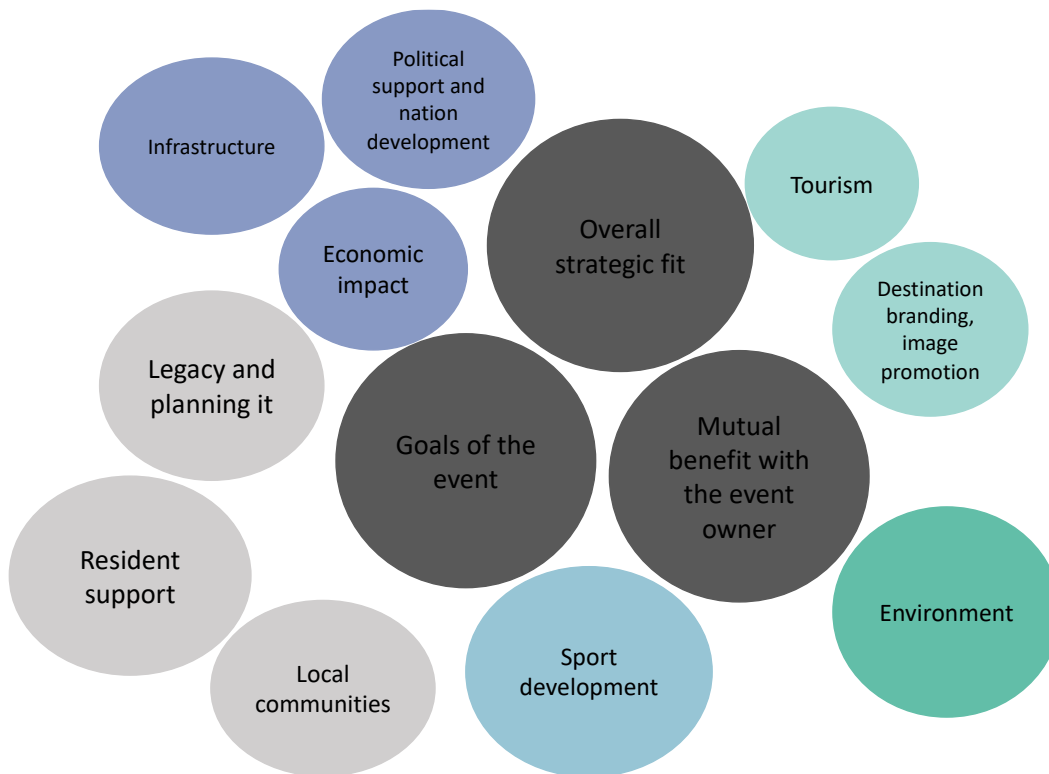 Political
support and
nation
development
Infrastructure
Tourism
Overall
strategic fit
Economic
impact
Destination
branding,
image
promotion
Legacy and
planning it
Goals of the
event
Mutual
benefit with
the event
owner
Resident
support
Environment
Sport
development
Local
communities